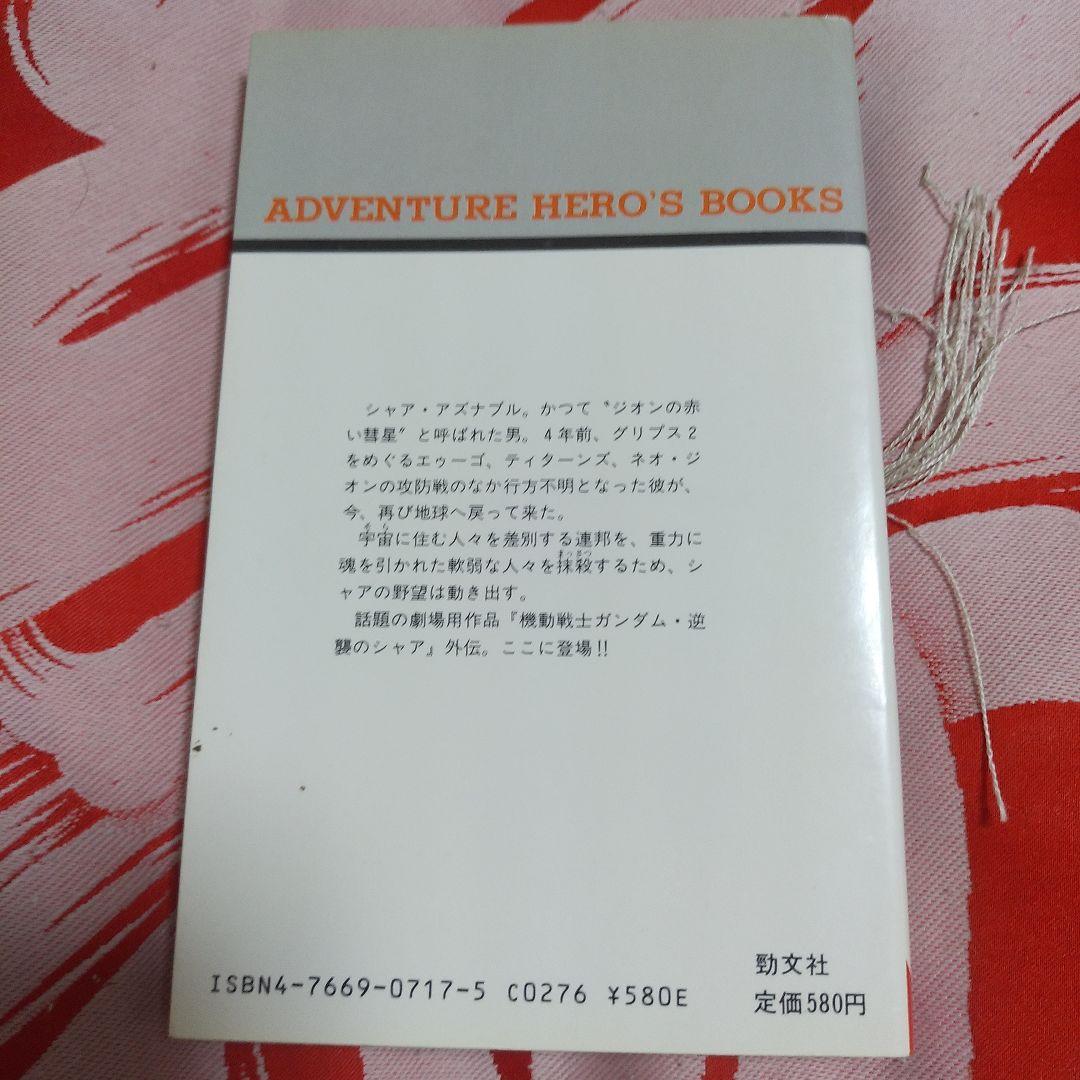 ADVENTURE HERO'S BOOKS
シャア・アズナブル。かつて〝ジオンの赤
い彗星〟と呼ばれた男。4年前、グリプス2
をめぐるエゥーゴ、ティターンズ、ネオ・ジ
オンの攻防戦のなか行方不明となった彼が、
今、再び地球へ戻って来た。
そら
宇宙に住む人々を差別する連邦を、重力に
まっさつ
魂を引かれた軟弱な人々を抹殺するため、シ
ャアの野望は動き出す。
話題の劇場用作品『機動戦士ガンダム・逆
襲のシャア』外伝。ここに登場!!
ISBN4-7669-0717-5 C0276 ¥580E
勁文社
定価580円